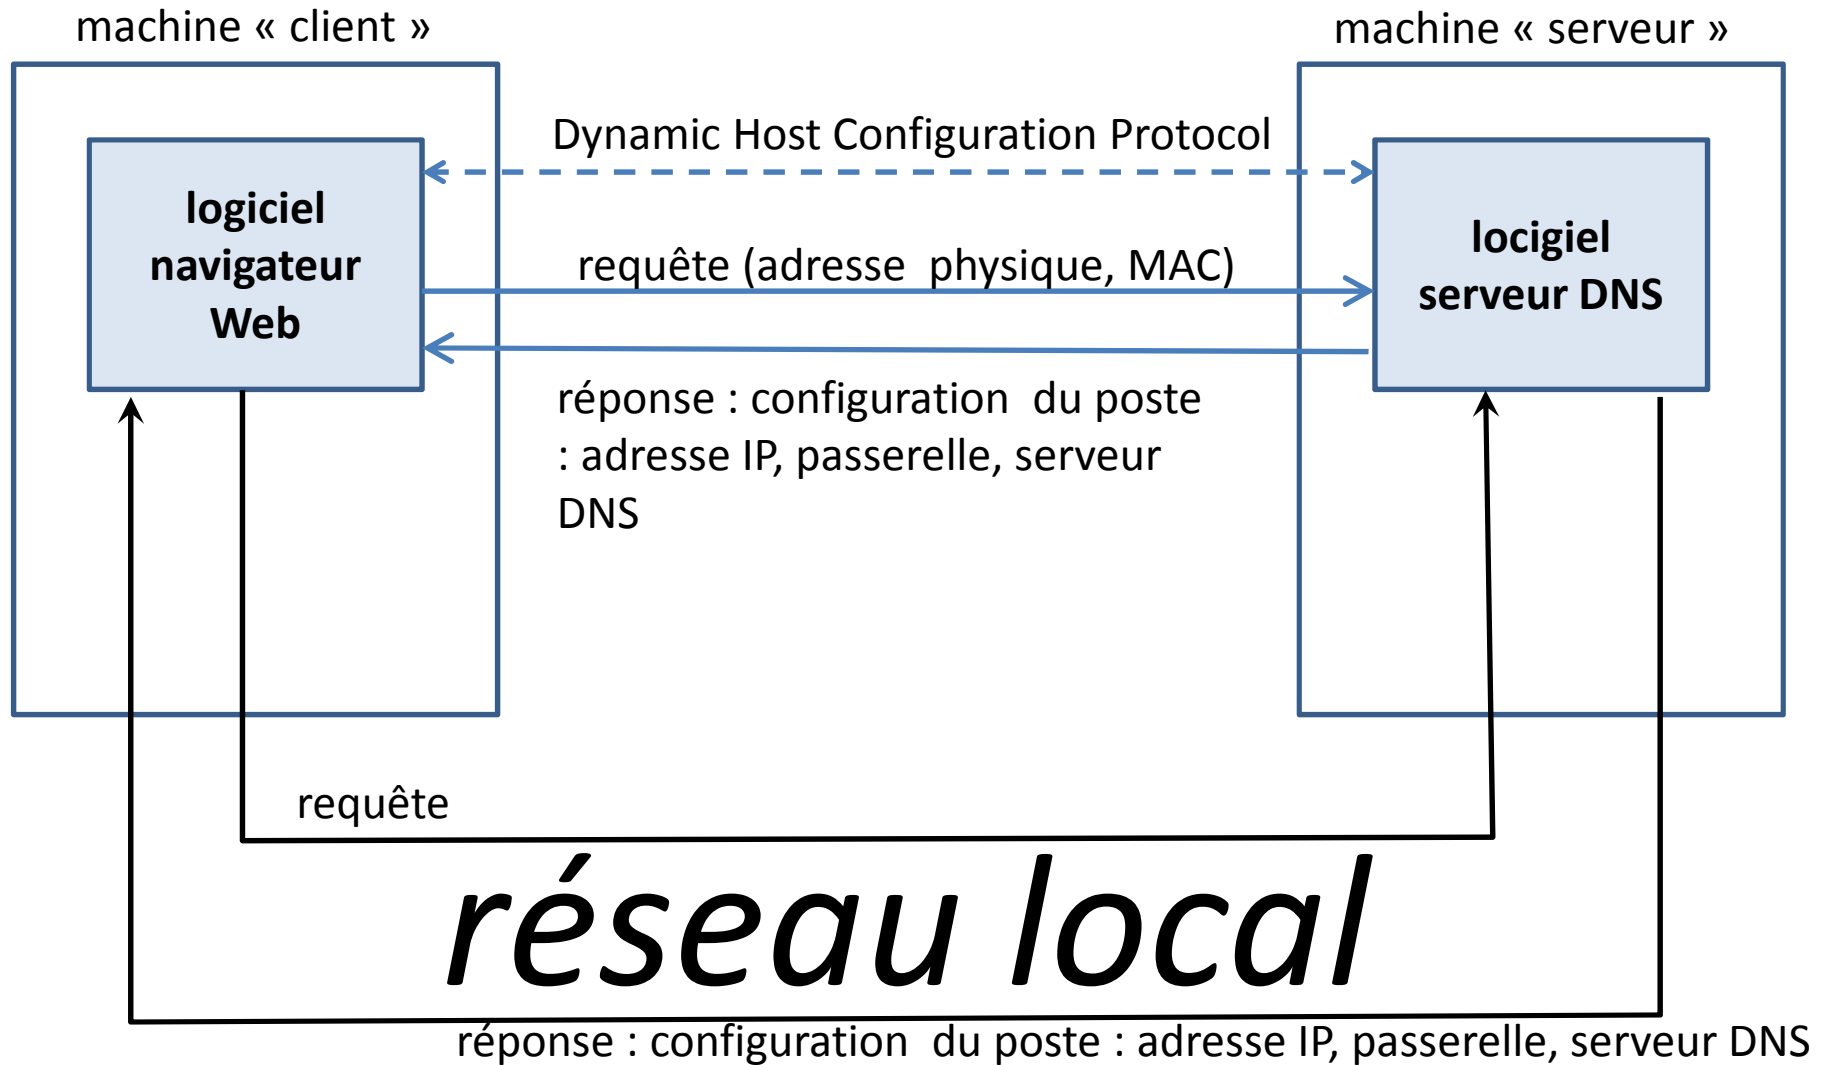 machine « client »
machine « serveur »
Dynamic Host Configuration Protocol
logiciel
navigateur
Web
locigiel
serveur DNS
requête (adresse  physique, MAC)
réponse : configuration  du poste
: adresse IP, passerelle, serveur
DNS
requête
réseau local
réponse : configuration  du poste : adresse IP, passerelle, serveur DNS